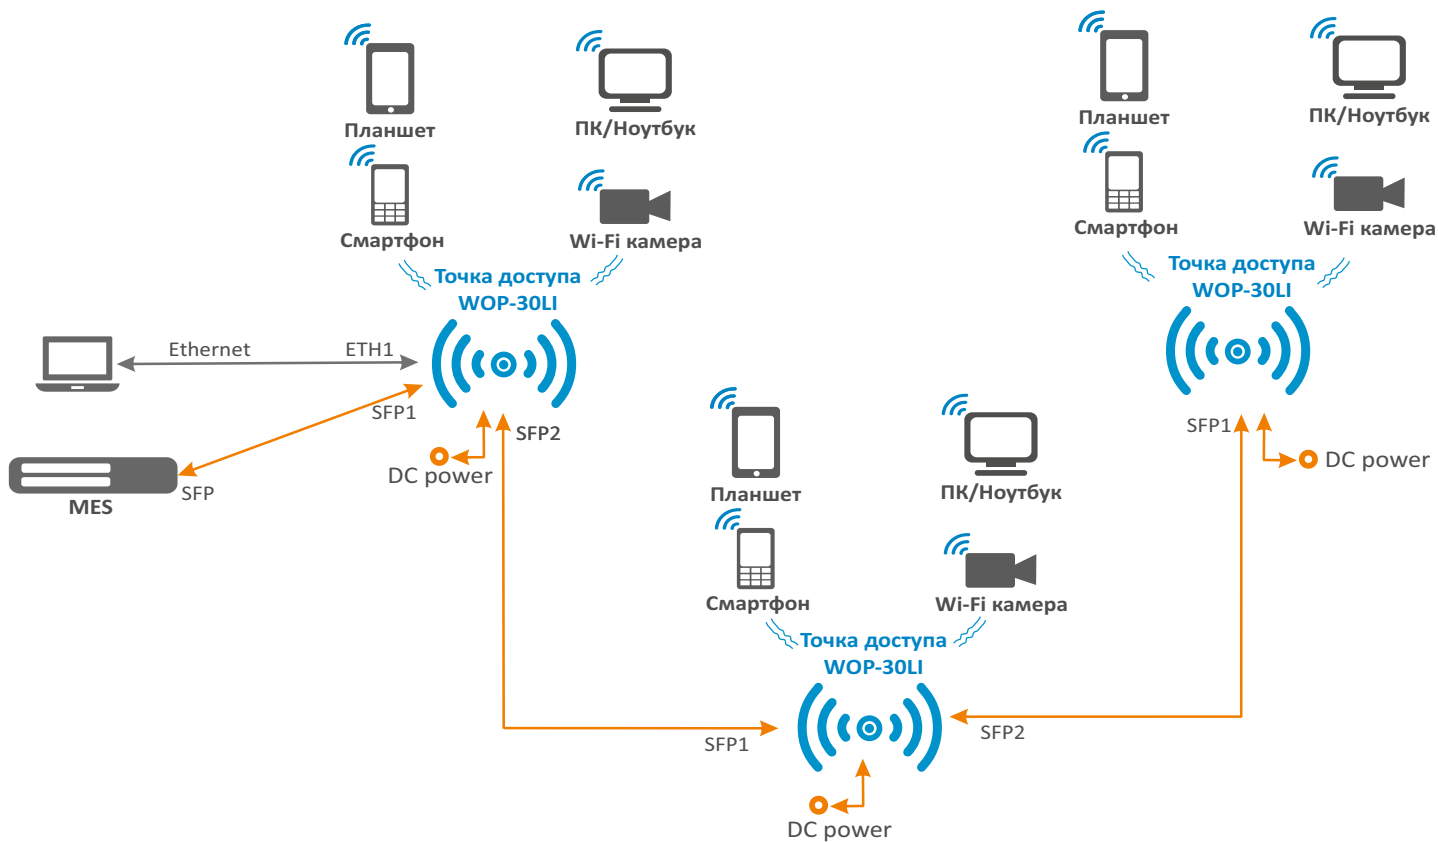 Планшет
ПК/Ноутбук
Смартфон
Wi-Fi камера
Точка доступа
WOP-30LI
Ethernet
ETH1
SFP1
SFP2
DC power
SFP
MES
Планшет
ПК/Ноутбук
Смартфон
Wi-Fi камера
Точка доступа
WOP-30LI
SFP1
SFP2
DC power
Планшет
ПК/Ноутбук
Смартфон
Wi-Fi камера
Точка доступа
WOP-30LI
SFP1
DC power